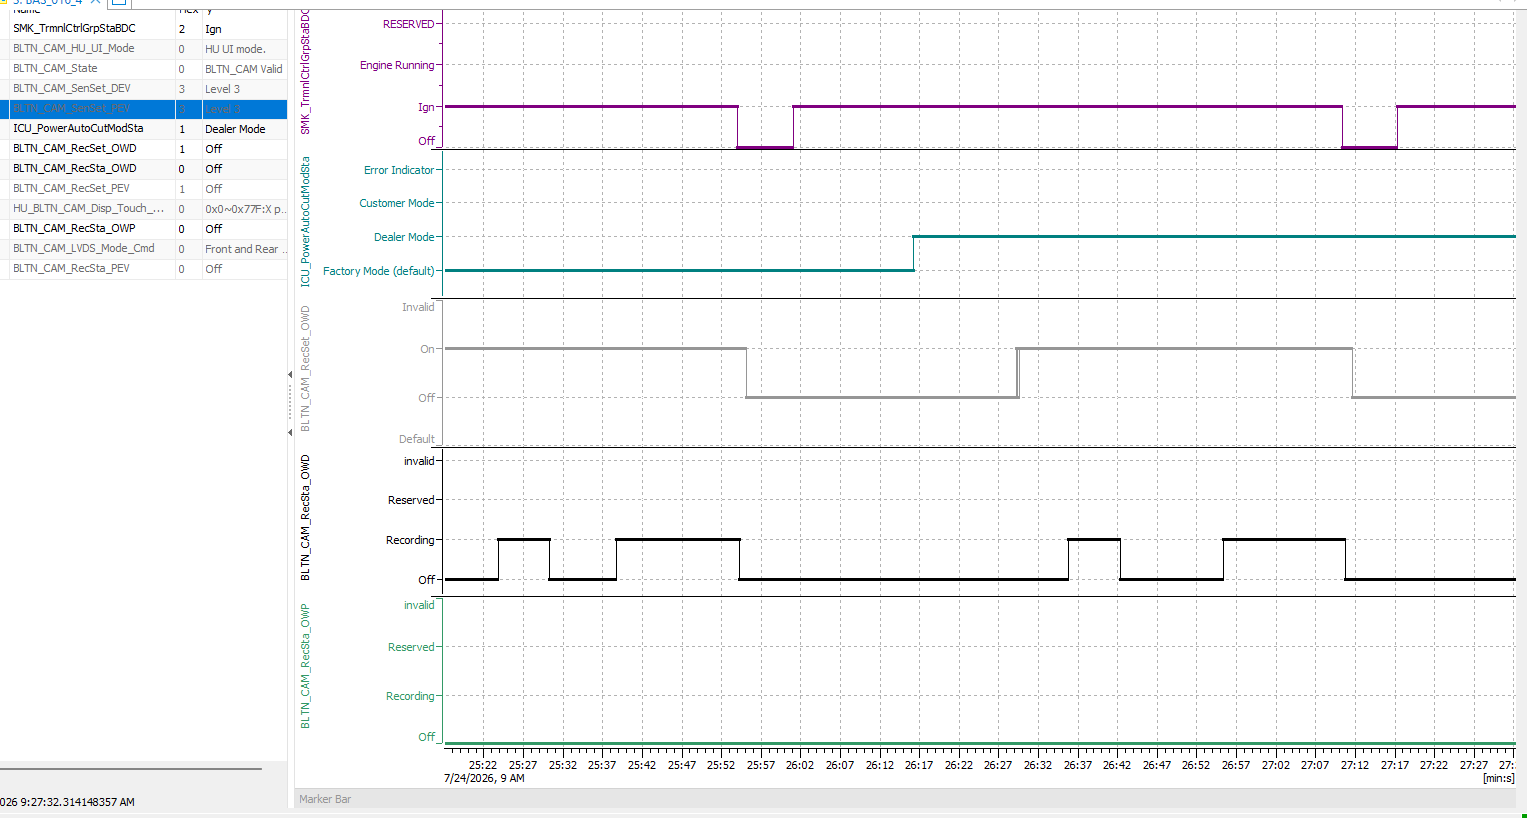 SMK_TrmnlCtrlGrpStaBDC 2 Ign
BLTN_CAM_HU_UI_Mode 0 HU UI mode.
BLTN_CAM_State 0 BLTN_CAM Valid
BLTN_CAM_SenSet_DEV 3 Level 3
BLTN_CAM_SenSet_PEV 3 Level 3
ICU_PowerAutoCutModSta 1 Dealer Mode
BLTN_CAM_RecSet_OWD 1 Off
BLTN_CAM_RecSta_OWD 0 Off
BLTN_CAM_RecSet_PEV 1 Off
HU_BLTN_CAM_Disp_Touch_... 0 0x0~0x77F:X p...
BLTN_CAM_RecSta_OWP 0 Off
BLTN_CAM_LVDS_Mode_Cmd 0 Front and Rear ...
BLTN_CAM_RecSta_PEV 0 Off
026 9:27:32.314148357 AM
SMK_TrmnlCtrlGrpStaBDC
RESERVED
Engine Running
Ign
Off
ICU_PowerAutoCutModSta
Error Indicator
Customer Mode
Dealer Mode
Factory Mode (default)
BLTN_CAM_RecSet_OWD
Invalid
On
Off
Default
BLTN_CAM_RecSta_OWD
invalid
Reserved
Recording
Off
BLTN_CAM_RecSta_OWP
invalid
Reserved
Recording
Off
25:22 25:27 25:32 25:37 25:42 25:47 25:52 25:57 26:02 26:07 26:12 26:17 26:22 26:27 26:32 26:37 26:42 26:47 26:52 26:57 27:02 27:07 27:12 27:17 27:22 27:27
7/24/2026, 9 AM
[min:s]
Marker Bar